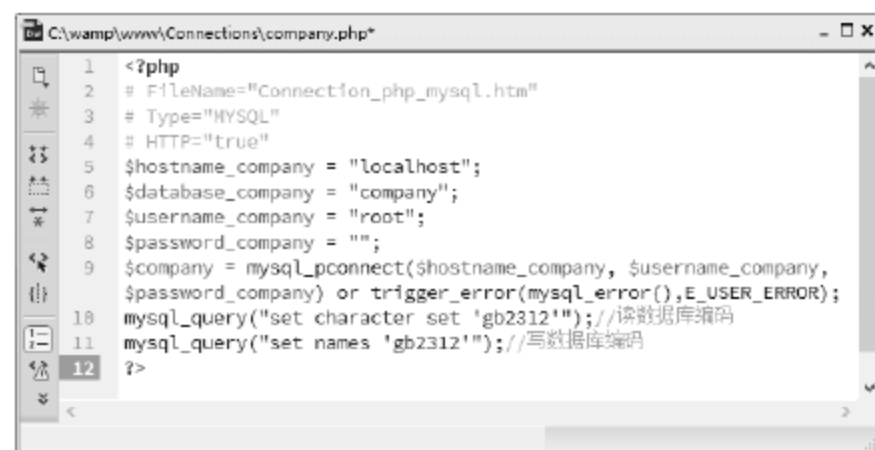 C:\wamp\www\Connections\company.php*
1 <?php
2 # FileName="Connection_php_mysql.htm"
3 # Type="MYSQL"
4 # HTTP="true"
5 $hostname_company = "localhost";
6 $database_company = "company";
7 $username_company = "root";
8 $password_company = "";
9 $company = mysql_pconnect($hostname_company, $username_company,
$password_company) or trigger_error(mysql_error(),E_USER_ERROR);
10 mysql_query("set character set 'gb2312'");//读数据库编码
11 mysql_query("set names 'gb2312'");//写数据库编码
12 ?>